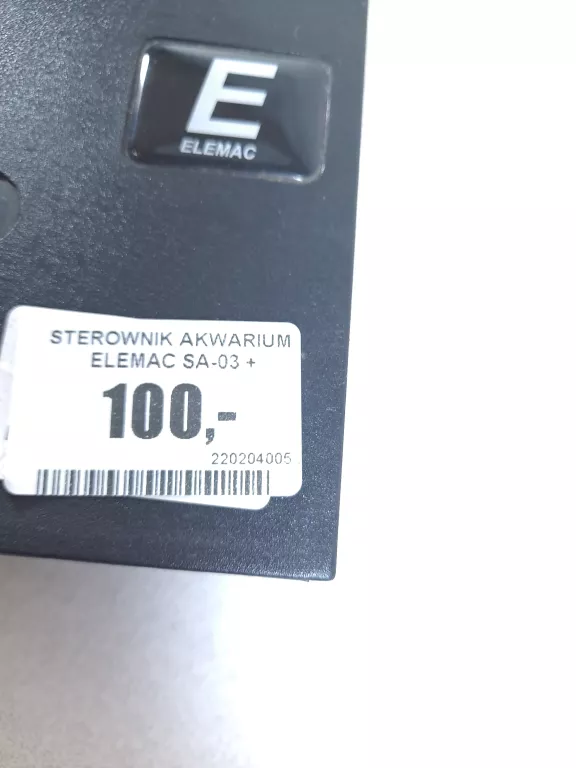 E
ELEMAC
STEROWNIK AKWARIUM
ELEMAC SA-03 +
100,-
220204005